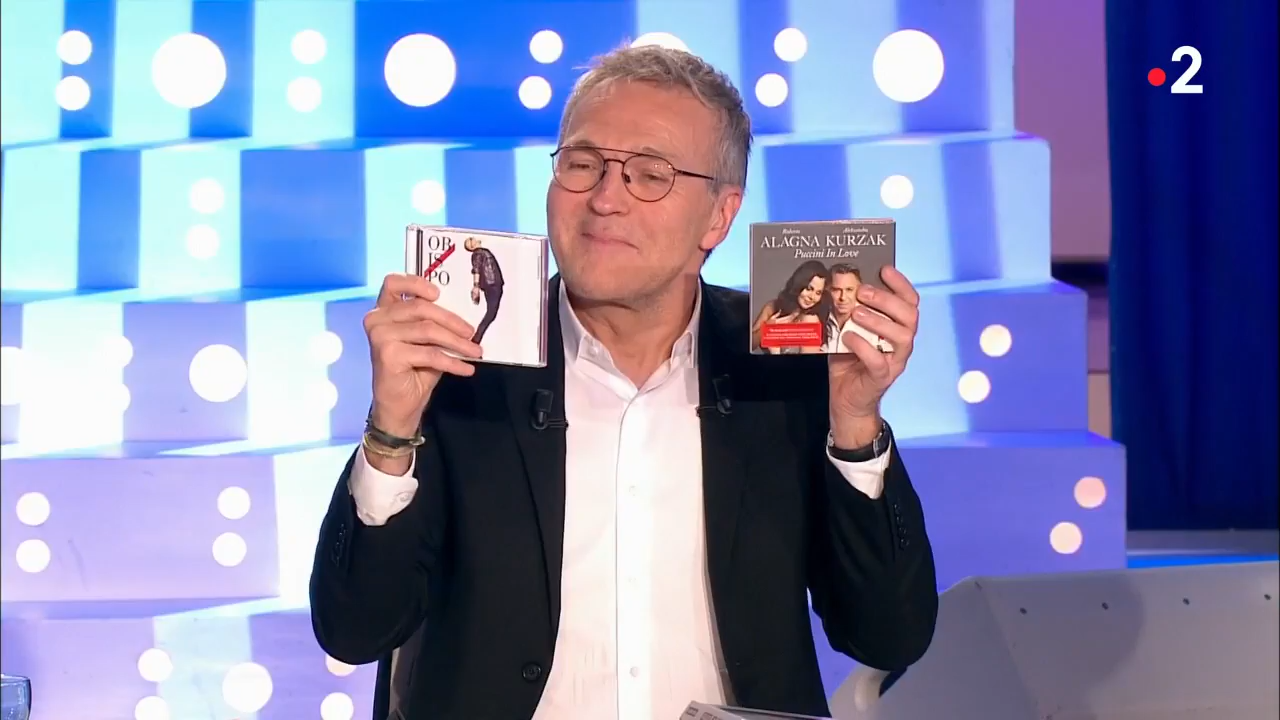 2
OB
IS
PO
Roberto Aleksandra
ALAGNA KURZAK
Puccini In Love